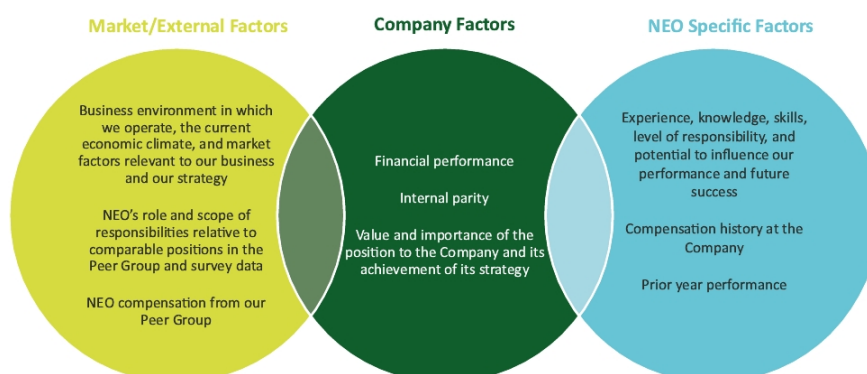 Market/External Factors
Business environment in which
we operate, the current
economic climate, and market
factors relevant to our business
and our strategy
NEO's role and scope of
responsibilities relative to
comparable positions in the
Peer Group and survey data
NEO compensation from our
Peer Group
Company Factors
Financial performance
Internal parity
Value and importance of the
position to the Company and its
achievement of its strategy
NEO Specific Factors
Experience, knowledge, skills,
level of responsibility, and
potential to influence our
performance and future
success
Compensation history at the
Company
Prior year performance